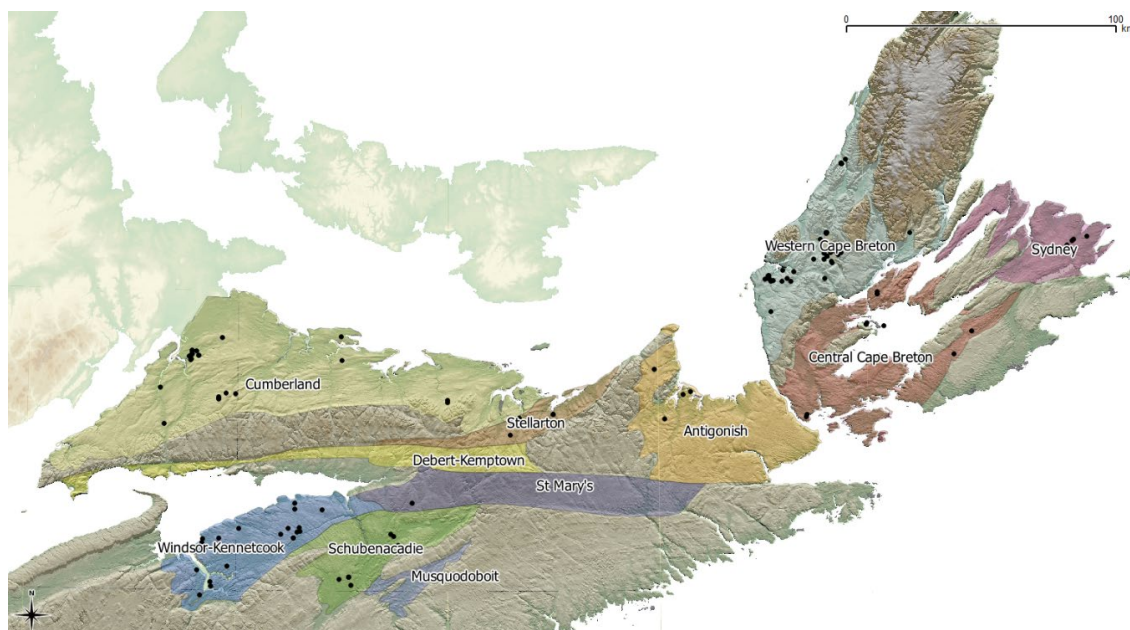 0 100
km
Western Cape Breton
Sydney
Central Cape Breton
Cumberland
Stellarton
Antigonish
Debert-Kemptown
St Mary's
Windsor-Kennetcook
Schubenacadie
Musquodoboit
N